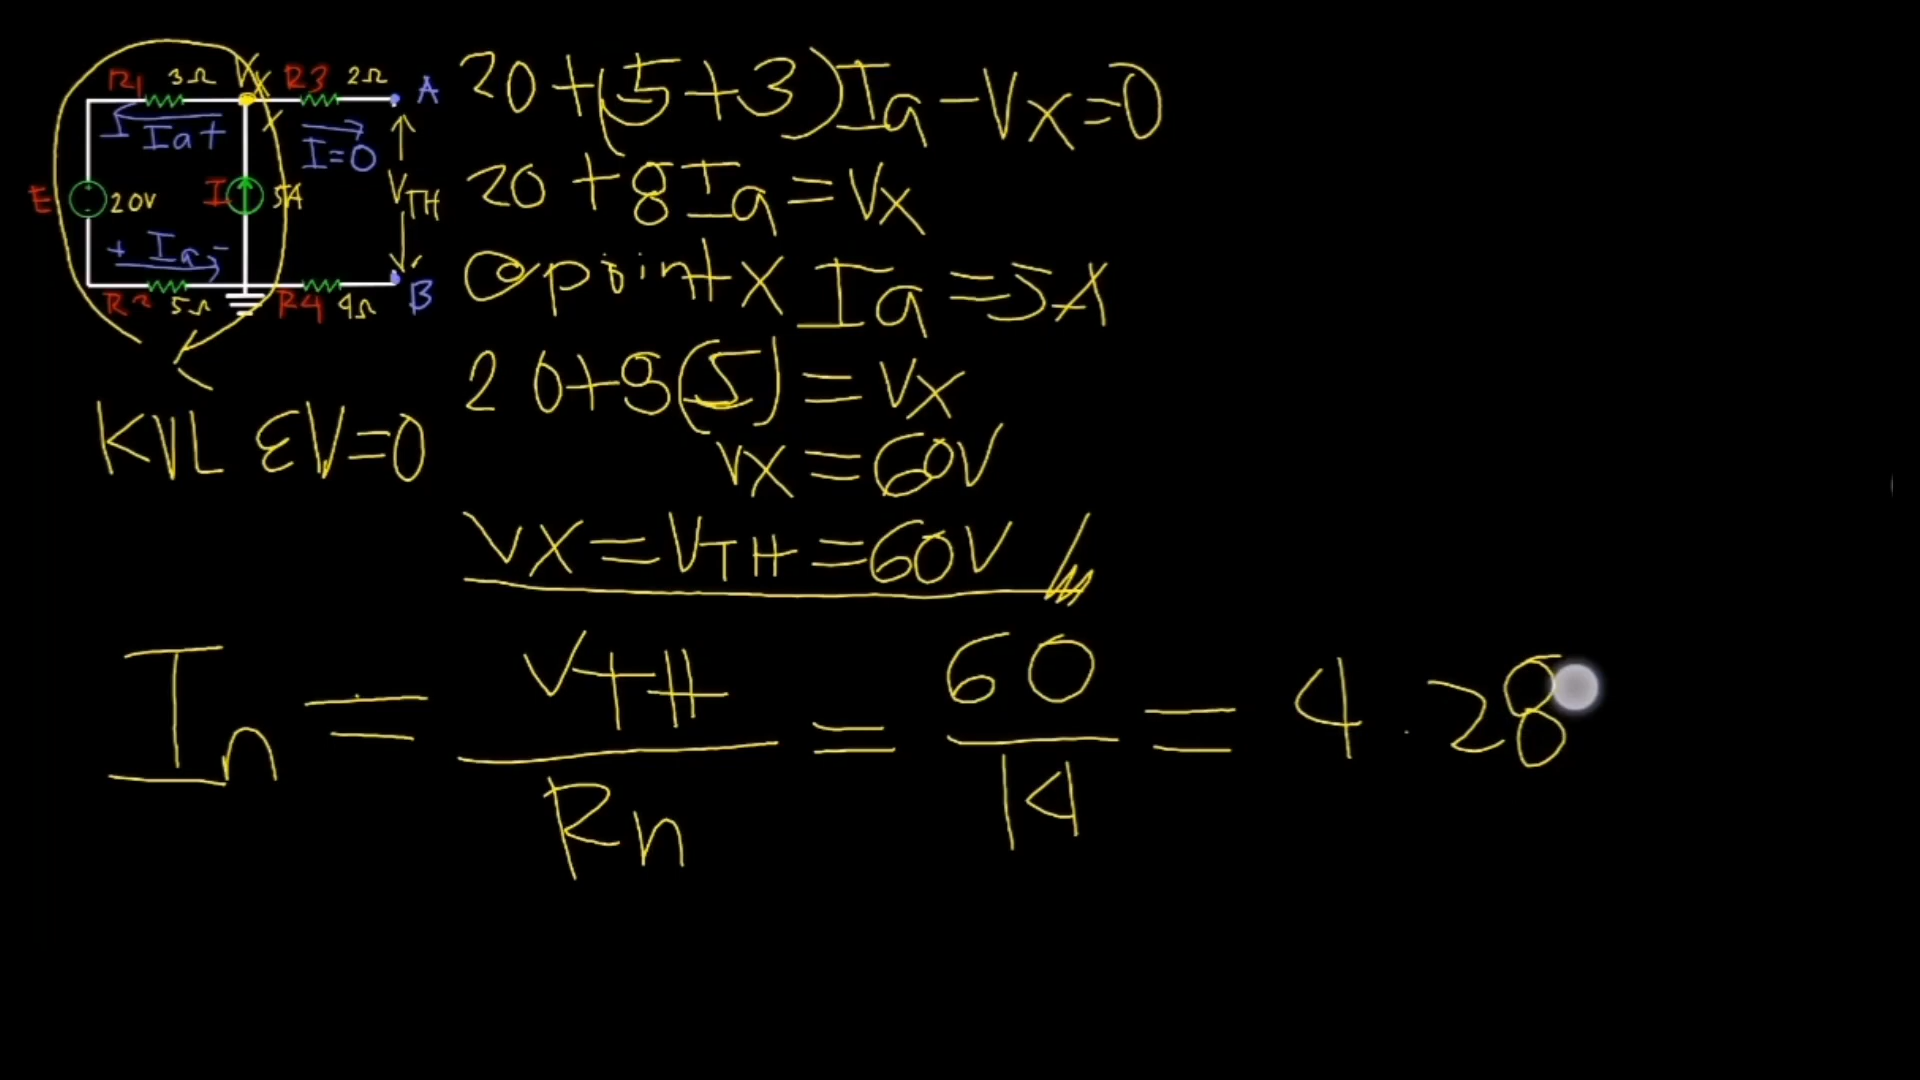 R1 3Ω Vx R3 2Ω A
Ia +
I=0
E 20V I 5A VTH
+ Ia -
R2 5Ω R4 4Ω B
KVL ƐV=0
20+(5+3)Ia-Vx=0
20+8Ia=Vx
@point x Ia=5A
20+8(5)=Vx
Vx=60V
Vx=VTH=60V
In = VTH / Rn = 60 / 14 = 4.28